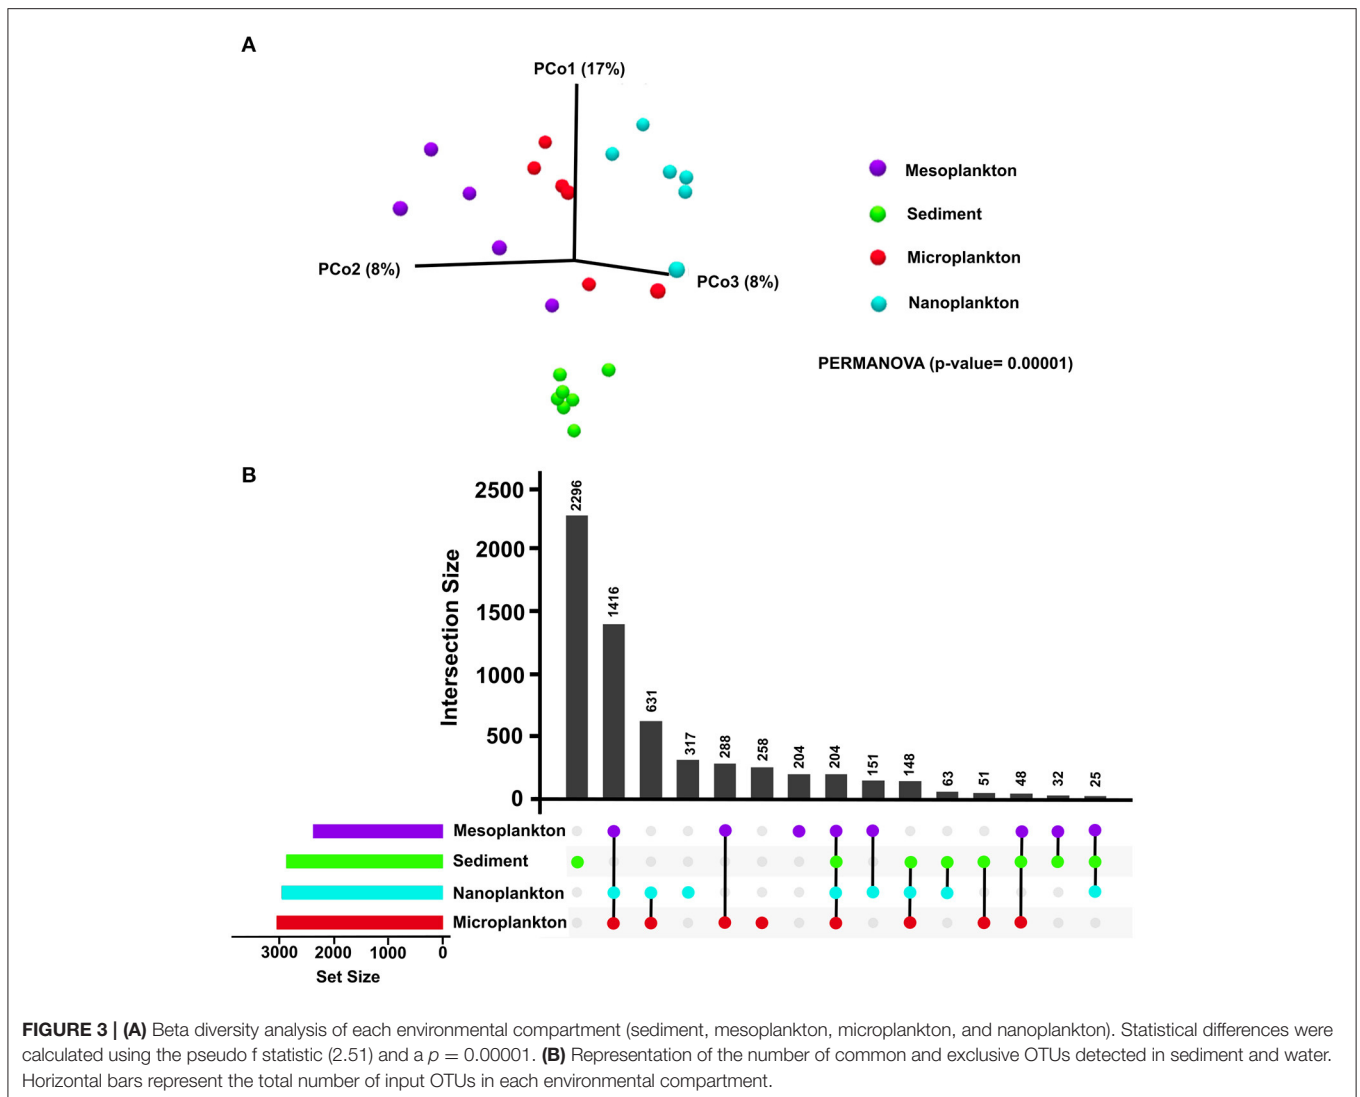 A
PCo1 (17%)
PCo2 (8%)
PCo3 (8%)
Mesoplankton
Sediment
Microplankton
Nanoplankton
PERMANOVA (p-value= 0.00001)
B
Intersection Size
2500
2000
1500
1000
500
0
2296
1416
631
317
288
258
204
204
151
148
63
51
48
32
25
Mesoplankton
Sediment
Nanoplankton
Microplankton
3000 2000 1000 0
Set Size
FIGURE 3 | (A) Beta diversity analysis of each environmental compartment (sediment, mesoplankton, microplankton, and nanoplankton). Statistical differences were
calculated using the pseudo f statistic (2.51) and a p = 0.00001. (B) Representation of the number of common and exclusive OTUs detected in sediment and water.
Horizontal bars represent the total number of input OTUs in each environmental compartment.